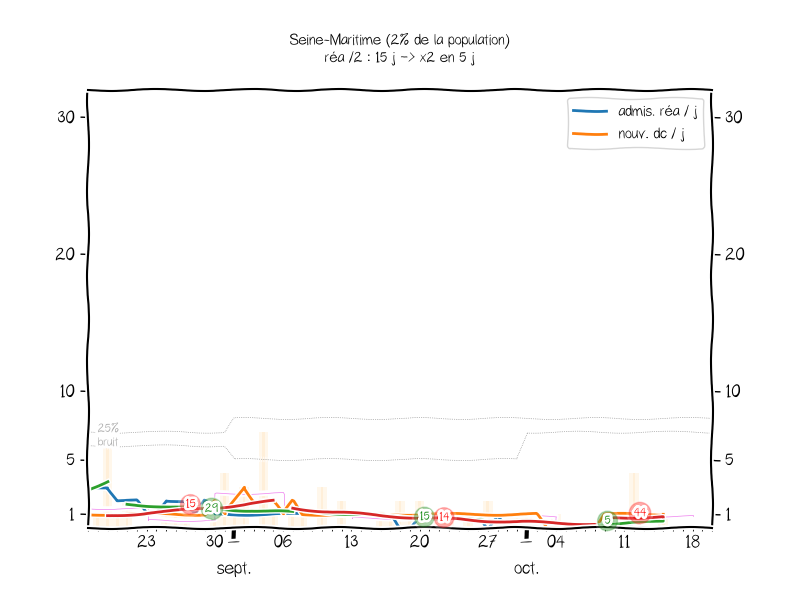 Seine-Maritime (2% de la population)
réa /2 : 15 j -> x2 en 5 j
admis. réa / j
nouv. dc / j
30 30
20 20
10 10
25%
bruit
5 5
15 29 15 14 5 44
1 1
23 30 06 13 20 27 04 11 18
sept. oct.